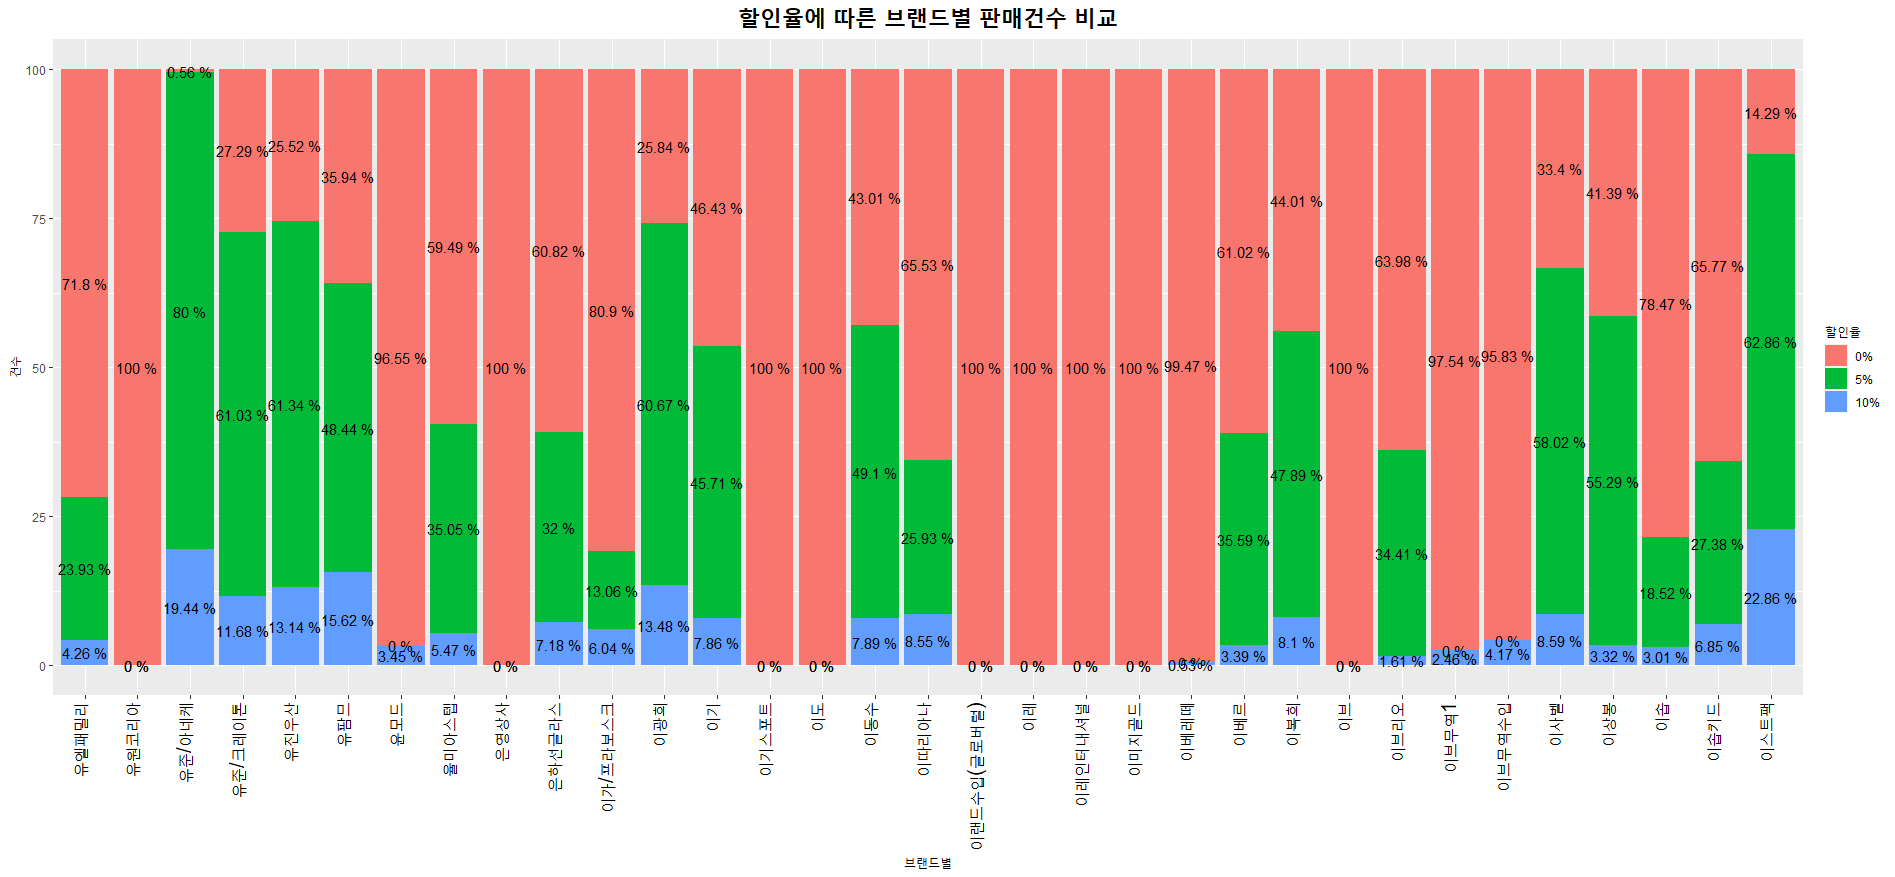 할인율에 따른 브랜드별 판매건수 비교
건수
100
75
50
25
0
71.8 %
23.93 %
4.26 %
100 %
0 %
0.56 %
80 %
19.44 %
27.29 %
61.03 %
11.68 %
25.52 %
61.34 %
13.14 %
35.94 %
48.44 %
15.62 %
96.55 %
0 %
3.45 %
59.49 %
35.05 %
5.47 %
100 %
0 %
60.82 %
32 %
7.18 %
80.9 %
13.06 %
6.04 %
25.84 %
60.67 %
13.48 %
46.43 %
45.71 %
7.86 %
100 %
0 %
100 %
0 %
43.01 %
49.1 %
7.89 %
65.53 %
25.93 %
8.55 %
100 %
0 %
100 %
0 %
100 %
0 %
100 %
0 %
99.47 %
0 %
0.53 %
61.02 %
35.59 %
3.39 %
44.01 %
47.89 %
8.1 %
100 %
0 %
63.98 %
34.41 %
1.61 %
97.54 %
0 %
2.46 %
95.83 %
0 %
4.17 %
33.4 %
58.02 %
8.59 %
41.39 %
55.29 %
3.32 %
78.47 %
18.52 %
3.01 %
65.77 %
27.38 %
6.85 %
14.29 %
62.86 %
22.86 %
유엘패밀리
유원코리아
유준/아네케
유준/크레이톤
유진우산
유팜므
윤모드
율미아스텝
은영상사
은하선글라스
이가/프라보스크
이광희
이기
이기스포트
이도
이동수
이따리아나
이랜드수입(글로버럴)
이래
이레인터내셔널
이미지골드
이베레떼
이베르
이복희
이브
이브리오
이브무역1
이브무역수입
이사벨
이상봉
이솝
이솝키드
이스트팩
브랜드별
할인율
0%
5%
10%